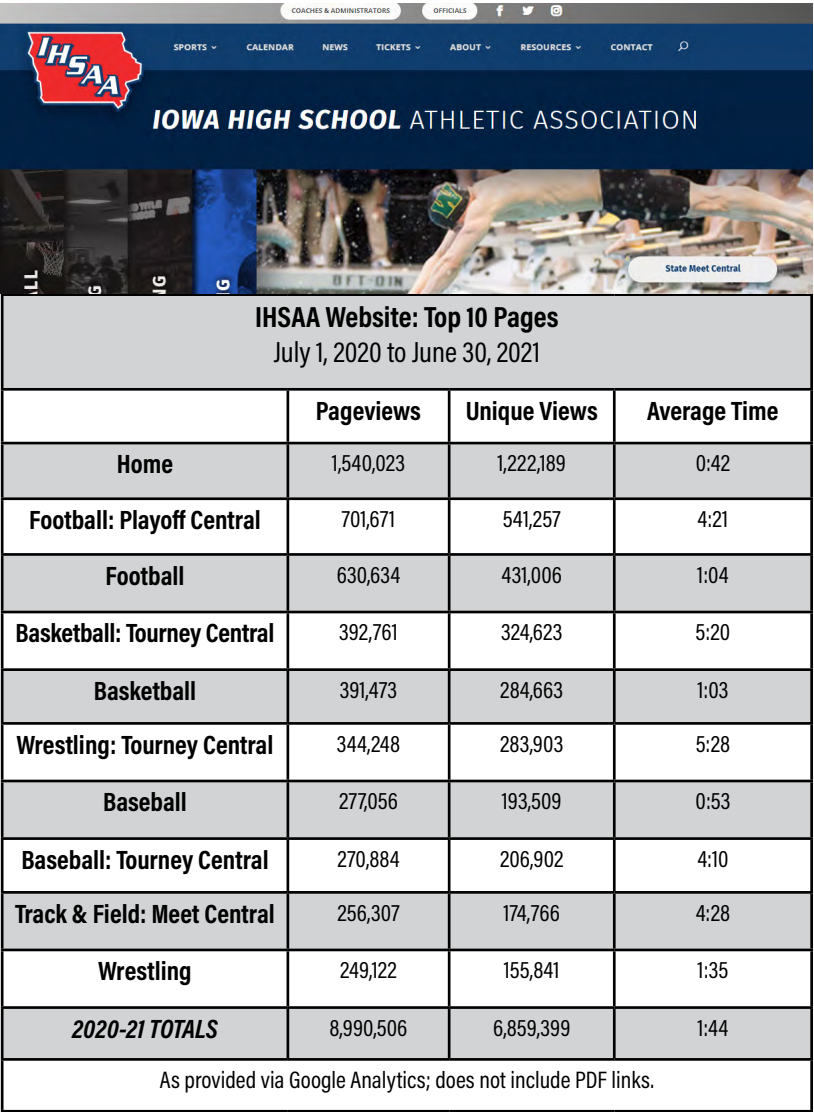 COACHES & ADMINISTRATORS OFFICIALS
IHSAA
SPORTS CALENDAR NEWS TICKETS ABOUT RESOURCES CONTACT
IOWA HIGH SCHOOL ATHLETIC ASSOCIATION
W
State Meet Central
IHSAA Website: Top 10 Pages
July 1, 2020 to June 30, 2021
Pageviews Unique Views Average Time
Home 1,540,023 1,222,189 0:42
Football: Playoff Central 701,671 541,257 4:21
Football 630,634 431,006 1:04
Basketball: Tourney Central 392,761 324,623 5:20
Basketball 391,473 284,663 1:03
Wrestling: Tourney Central 344,248 283,903 5:28
Baseball 277,056 193,509 0:53
Baseball: Tourney Central 270,884 206,902 4:10
Track & Field: Meet Central 256,307 174,766 4:28
Wrestling 249,122 155,841 1:35
2020-21 TOTALS 8,990,506 6,859,399 1:44
As provided via Google Analytics; does not include PDF links.